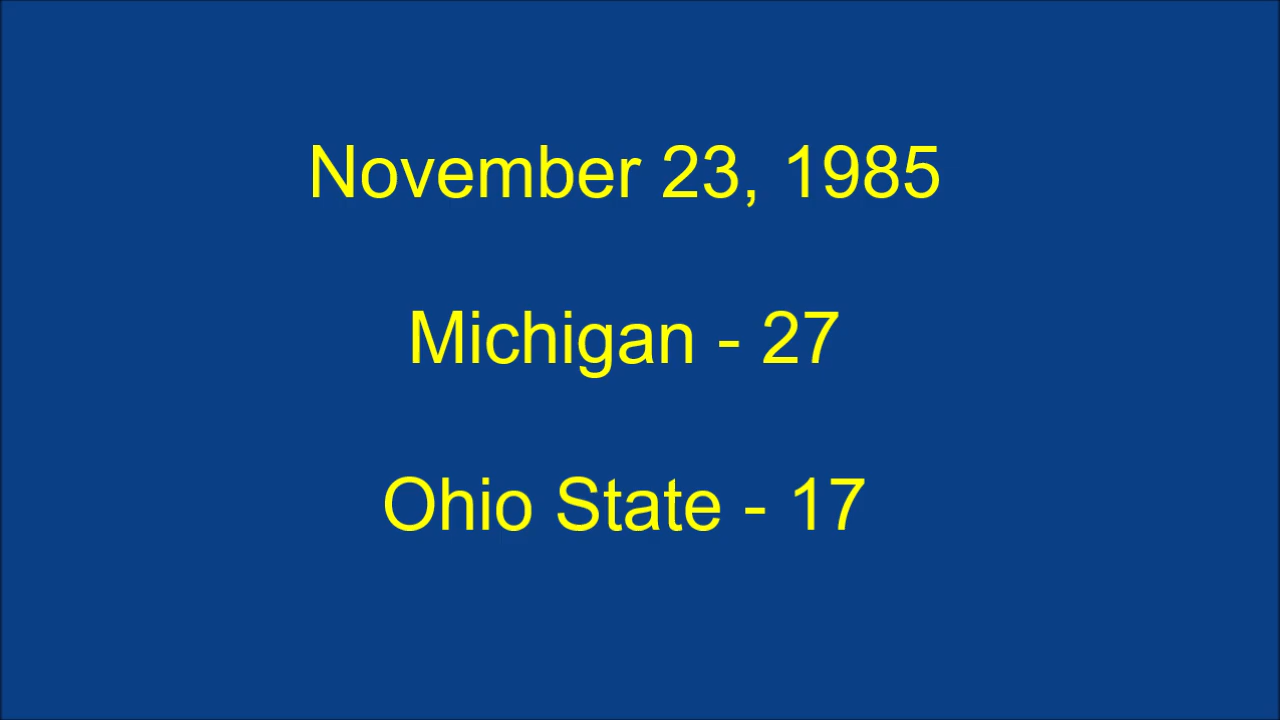 November 23, 1985
Michigan - 27
Ohio State - 17